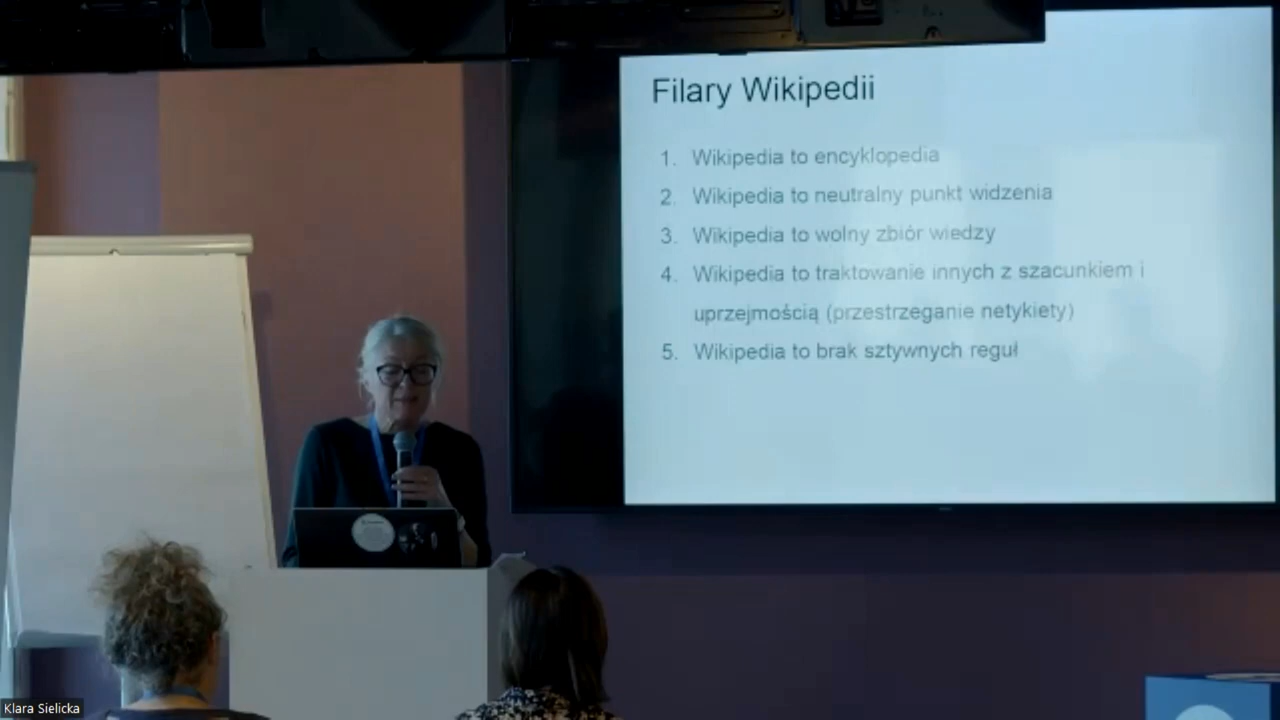 Filary Wikipedii
1. Wikipedia to encyklopedia
2. Wikipedia to neutralny punkt widzenia
3. Wikipedia to wolny zbiór wiedzy
4. Wikipedia to traktowanie innych z szacunkiem i
uprzejmością (przestrzeganie netykiety)
5. Wikipedia to brak sztywnych reguł
Klara Sielicka